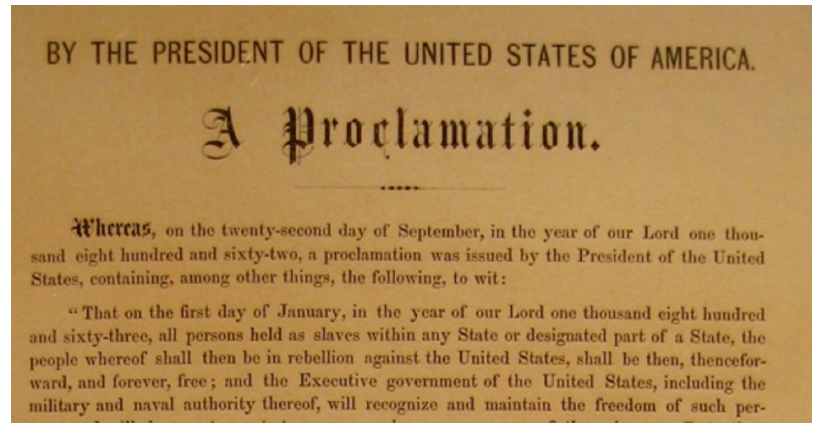 BY THE PRESIDENT OF THE UNITED STATES OF AMERICA.
A Proclamation.
Whereas, on the twenty-second day of September, in the year of our Lord one thou-
sand eight hundred and sixty-two, a proclamation was issued by the President of the United
States, containing, among other things, the following, to wit:
“That on the first day of January, in the year of our Lord one thousand eight hundred
and sixty-three, all persons held as slaves within any State or designated part of a State, the
people whereof shall then be in rebellion against the United States, shall be then, thencefor-
ward, and forever, free; and the Executive government of the United States, including the
military and naval authority thereof, will recognize and maintain the freedom of such per-